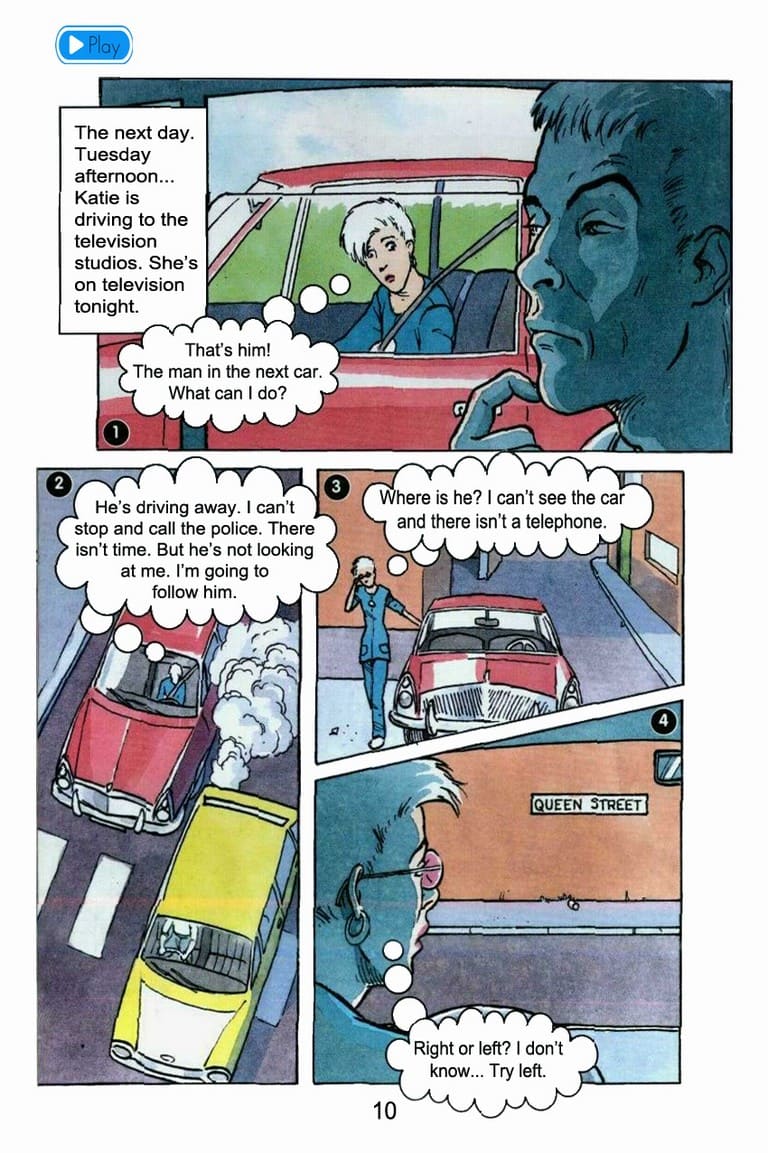 Play
The next day.
Tuesday
afternoon...
Katie is
driving to the
television
studios. She's
on television
tonight.
That's him!
The man in the next car.
What can I do?
1
2
He's driving away. I can't
stop and call the police. There
isn't time. But he's not looking
at me. I'm going to
follow him.
3
Where is he? I can't see the car
and there isn't a telephone.
4
QUEEN STREET
Right or left? I don't
know... Try left.
10